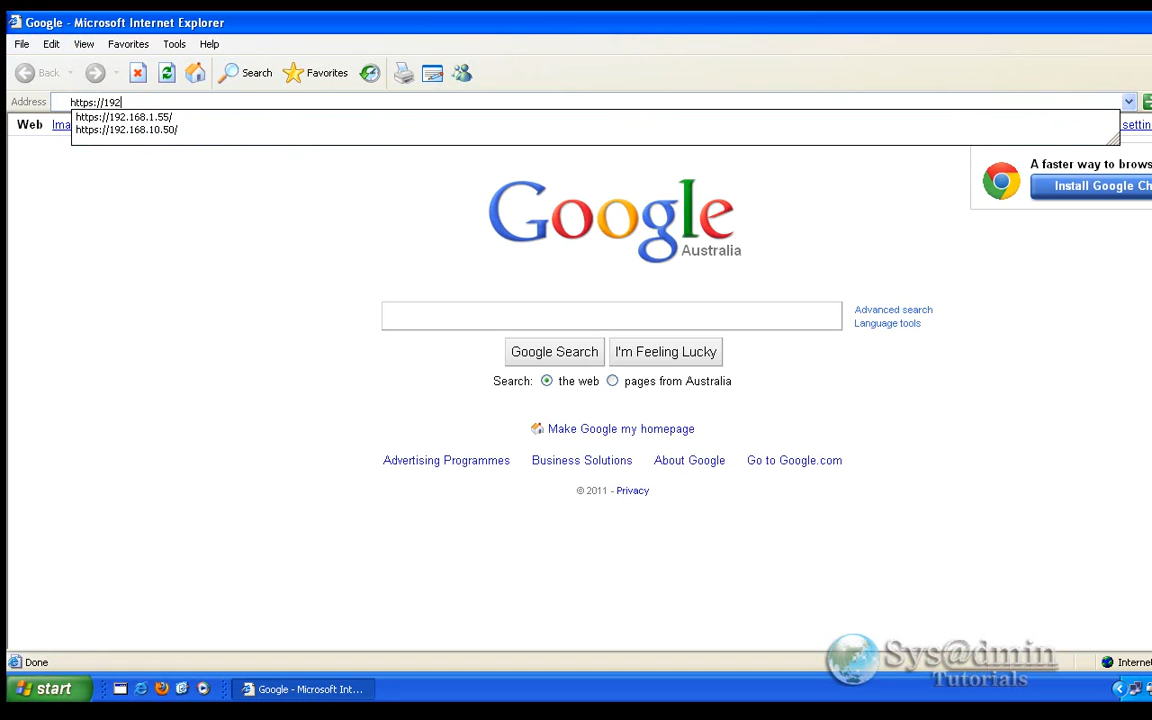 Google - Microsoft Internet Explorer
File Edit View Favorites Tools Help
Back Search Favorites
Address https://192
https://192.168.1.55/
https://192.168.10.50/
Web Ima settin
A faster way to brows
Install Google Ch
Google
Australia
Advanced search
Language tools
Google Search I'm Feeling Lucky
Search: the web pages from Australia
Make Google my homepage
Advertising Programmes Business Solutions About Google Go to Google.com
© 2011 - Privacy
Sys@dmin
Tutorials
Done Internet
start Google - Microsoft Int...